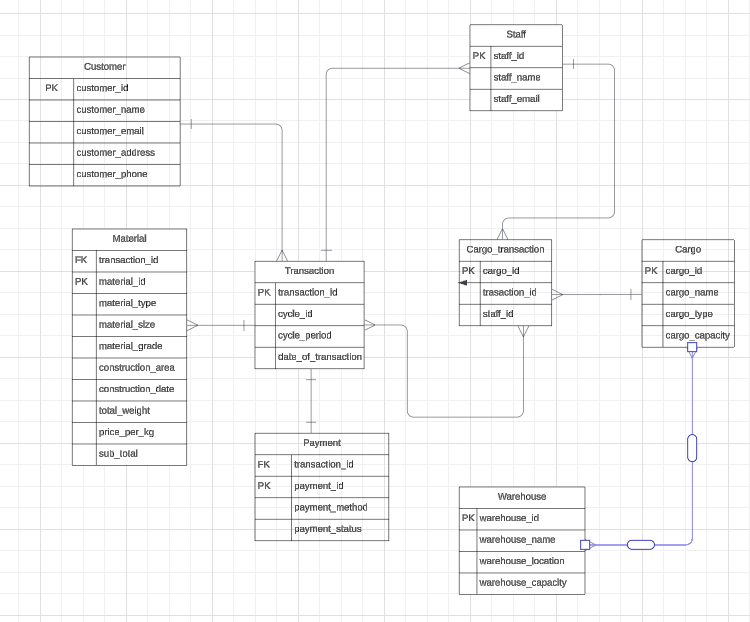 Staff
PK staff_id
staff_name
staff_email
Customer
PK customer_id
customer_name
customer_email
customer_address
customer_phone
Material
FK transaction_id
PK material_id
material_type
material_size
material_grade
construction_area
construction_date
total_weight
price_per_kg
sub_total
Transaction
PK transaction_id
cycle_id
cycle_period
date_of_transaction
Cargo_transaction
PK cargo_id
trasaction_id
staff_id
Cargo
PK cargo_id
cargo_name
cargo_type
cargo_capacity
Payment
FK transaction_id
PK payment_id
payment_method
payment_status
Warehouse
PK warehouse_id
warehouse_name
warehouse_location
warehouse_capacity